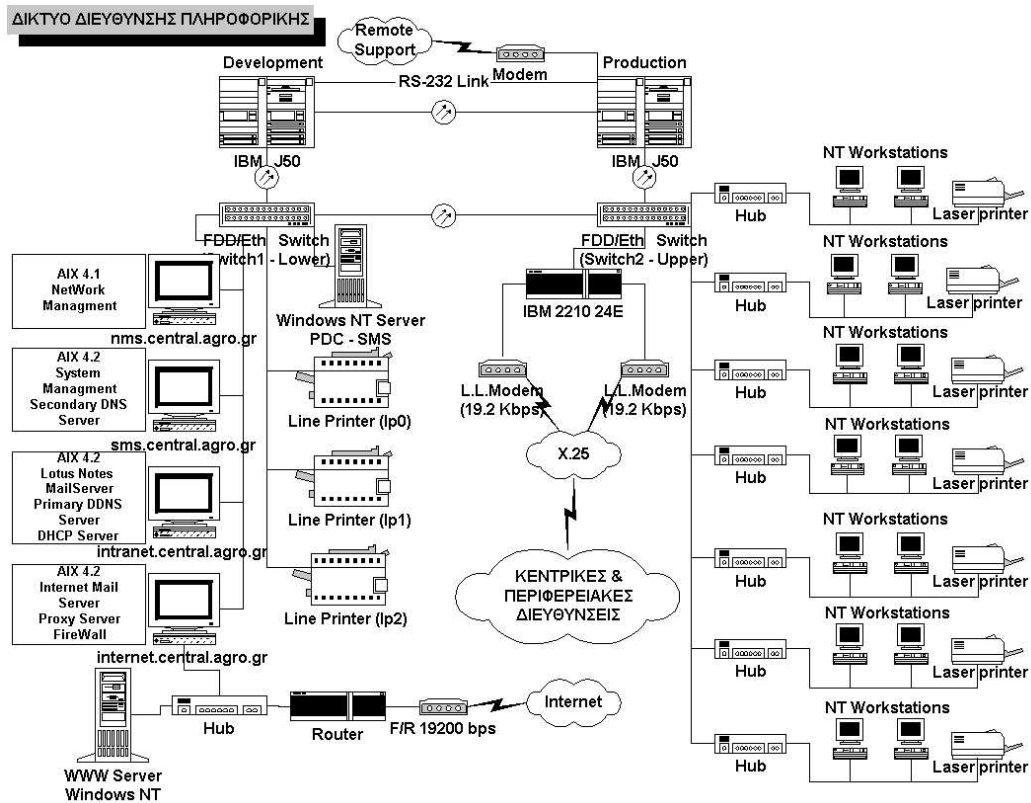 ΔΙΚΤΥΟ ΔΙΕΥΘΥΝΣΗΣ ΠΛΗΡΟΦΟΡΙΚΗΣ
Remote
Support
Modem
Development
Production
RS-232 Link
IBM J50
IBM J50
FDD/Eth Switch
(Switch1 - Lower)
FDD/Eth Switch
(Switch2 - Upper)
AIX 4.1
NetWork
Managment
nms.central.agro.gr
AIX 4.2
System
Managment
Secondary DNS
Server
sms.central.agro.gr
AIX 4.2
Lotus Notes
MailServer
Primary DDNS
Server
DHCP Server
intranet.central.agro.gr
AIX 4.2
Internet Mail
Server
Proxy Server
FireWall
internet.central.agro.gr
Windows NT Server
PDC - SMS
Line Printer (lp0)
Line Printer (lp1)
Line Printer (lp2)
IBM 2210 24E
L.L.Modem
(19.2 Kbps)
L.L.Modem
(19.2 Kbps)
X.25
ΚΕΝΤΡΙΚΕΣ &
ΠΕΡΙΦΕΡΕΙΑΚΕΣ
ΔΙΕΥΘΥΝΣΕΙΣ
WWW Server
Windows NT
Hub
Router
F/R 19200 bps
Internet
NT Workstations
Hub
Laser printer
NT Workstations
Hub
Laser printer
NT Workstations
Hub
Laser printer
NT Workstations
Hub
Laser printer
NT Workstations
Hub
Laser printer
NT Workstations
Hub
Laser printer
NT Workstations
Hub
Laser printer